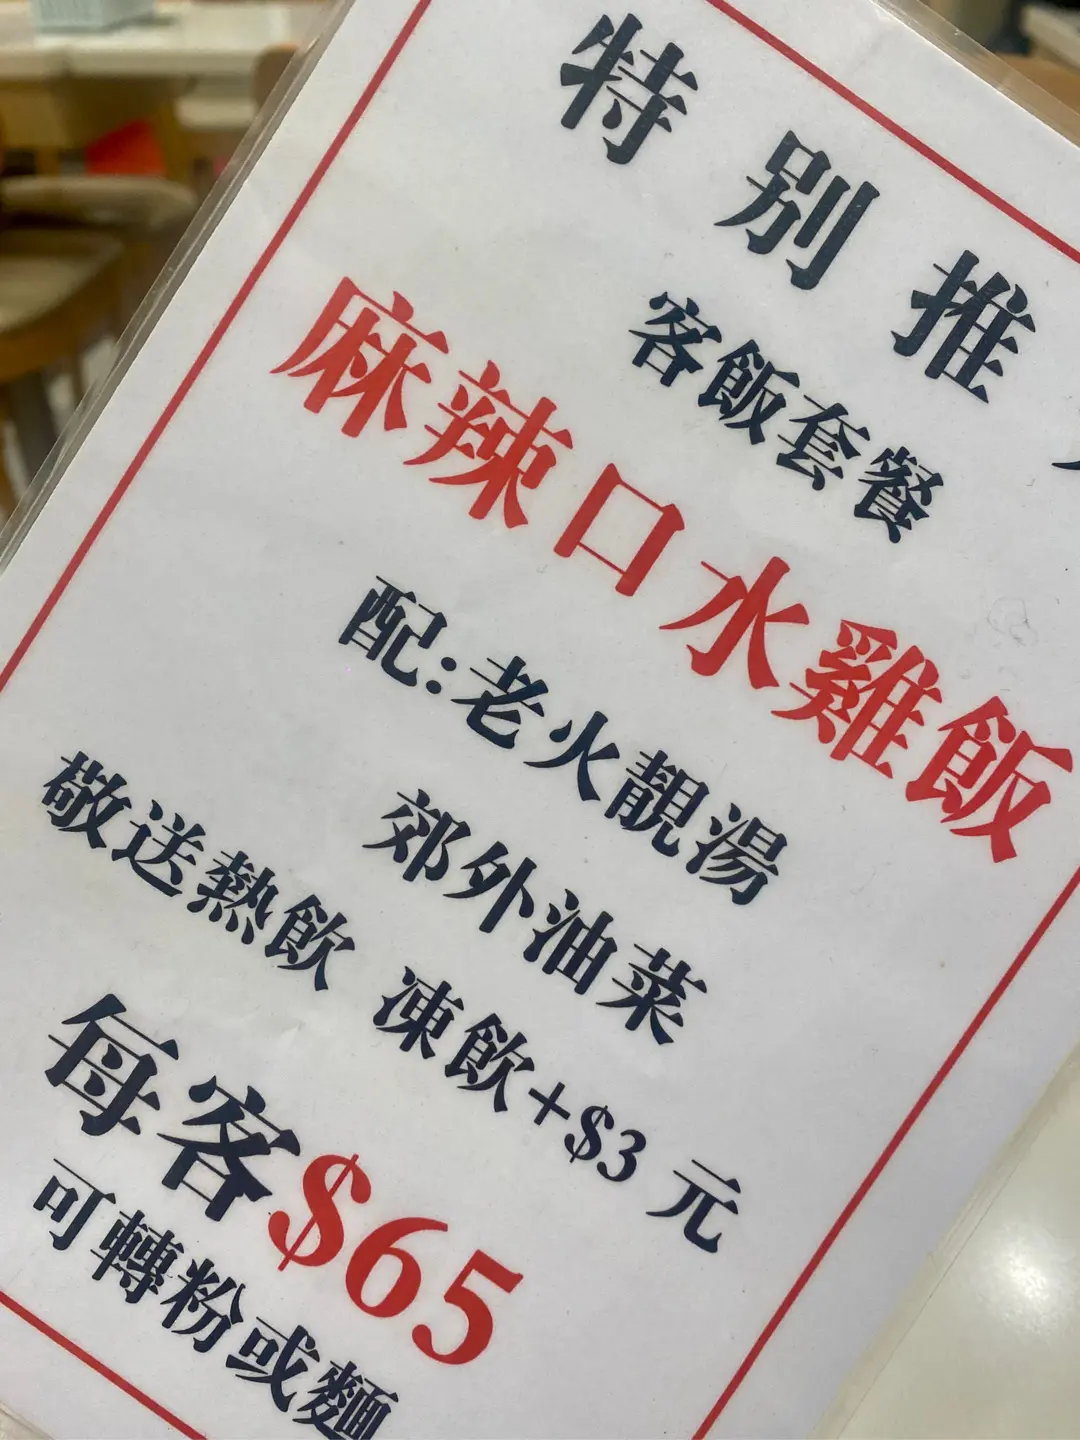 特別推
客飯套餐
麻辣口水雞飯
配:老火靚湯
郊外油菜
敬送熱飲 凍飲+$3元
每客$65
可轉粉或麵